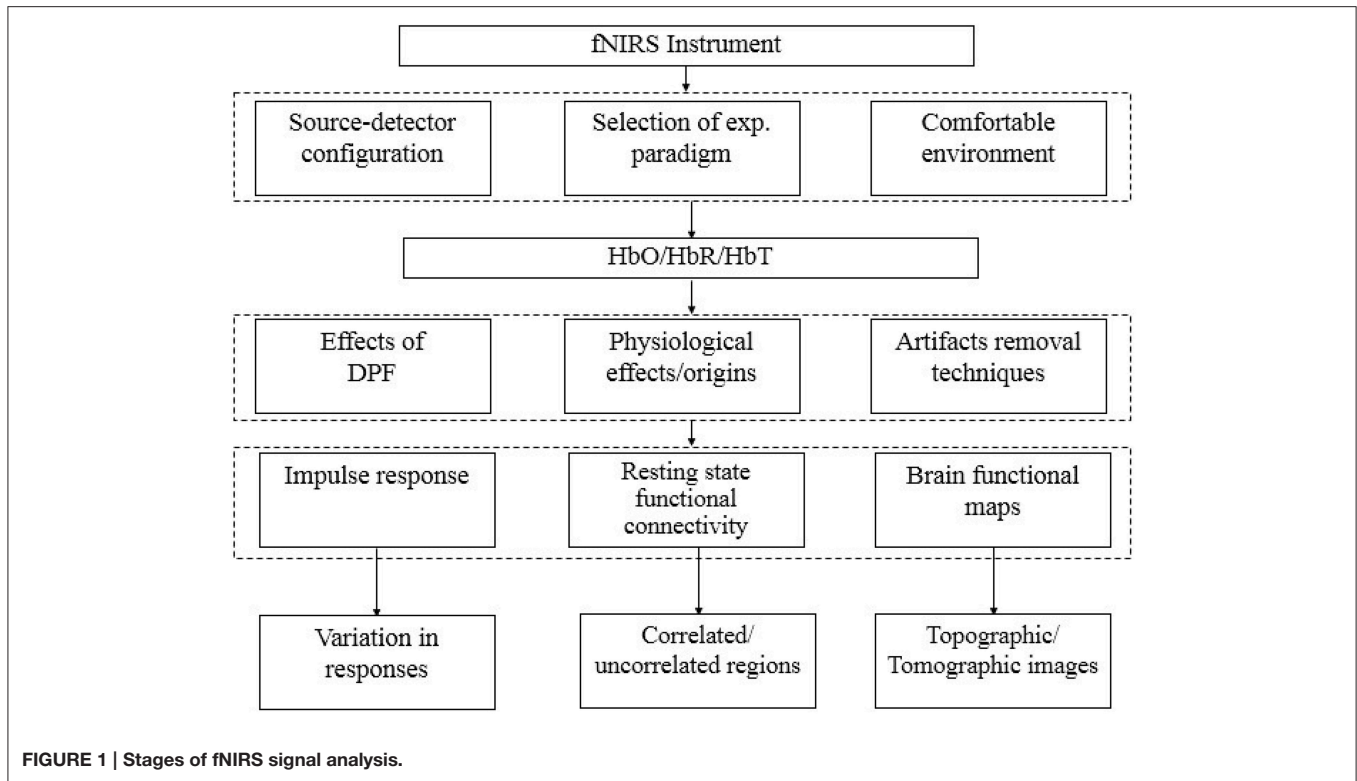 fNIRS Instrument
Source-detector
configuration
Selection of exp.
paradigm
Comfortable
environment
HbO/HbR/HbT
Effects of
DPF
Physiological
effects/origins
Artifacts removal
techniques
Impulse response
Resting state
functional
connectivity
Brain functional
maps
Variation in
responses
Correlated/
uncorrelated regions
Topographic/
Tomographic images
FIGURE 1 | Stages of fNIRS signal analysis.